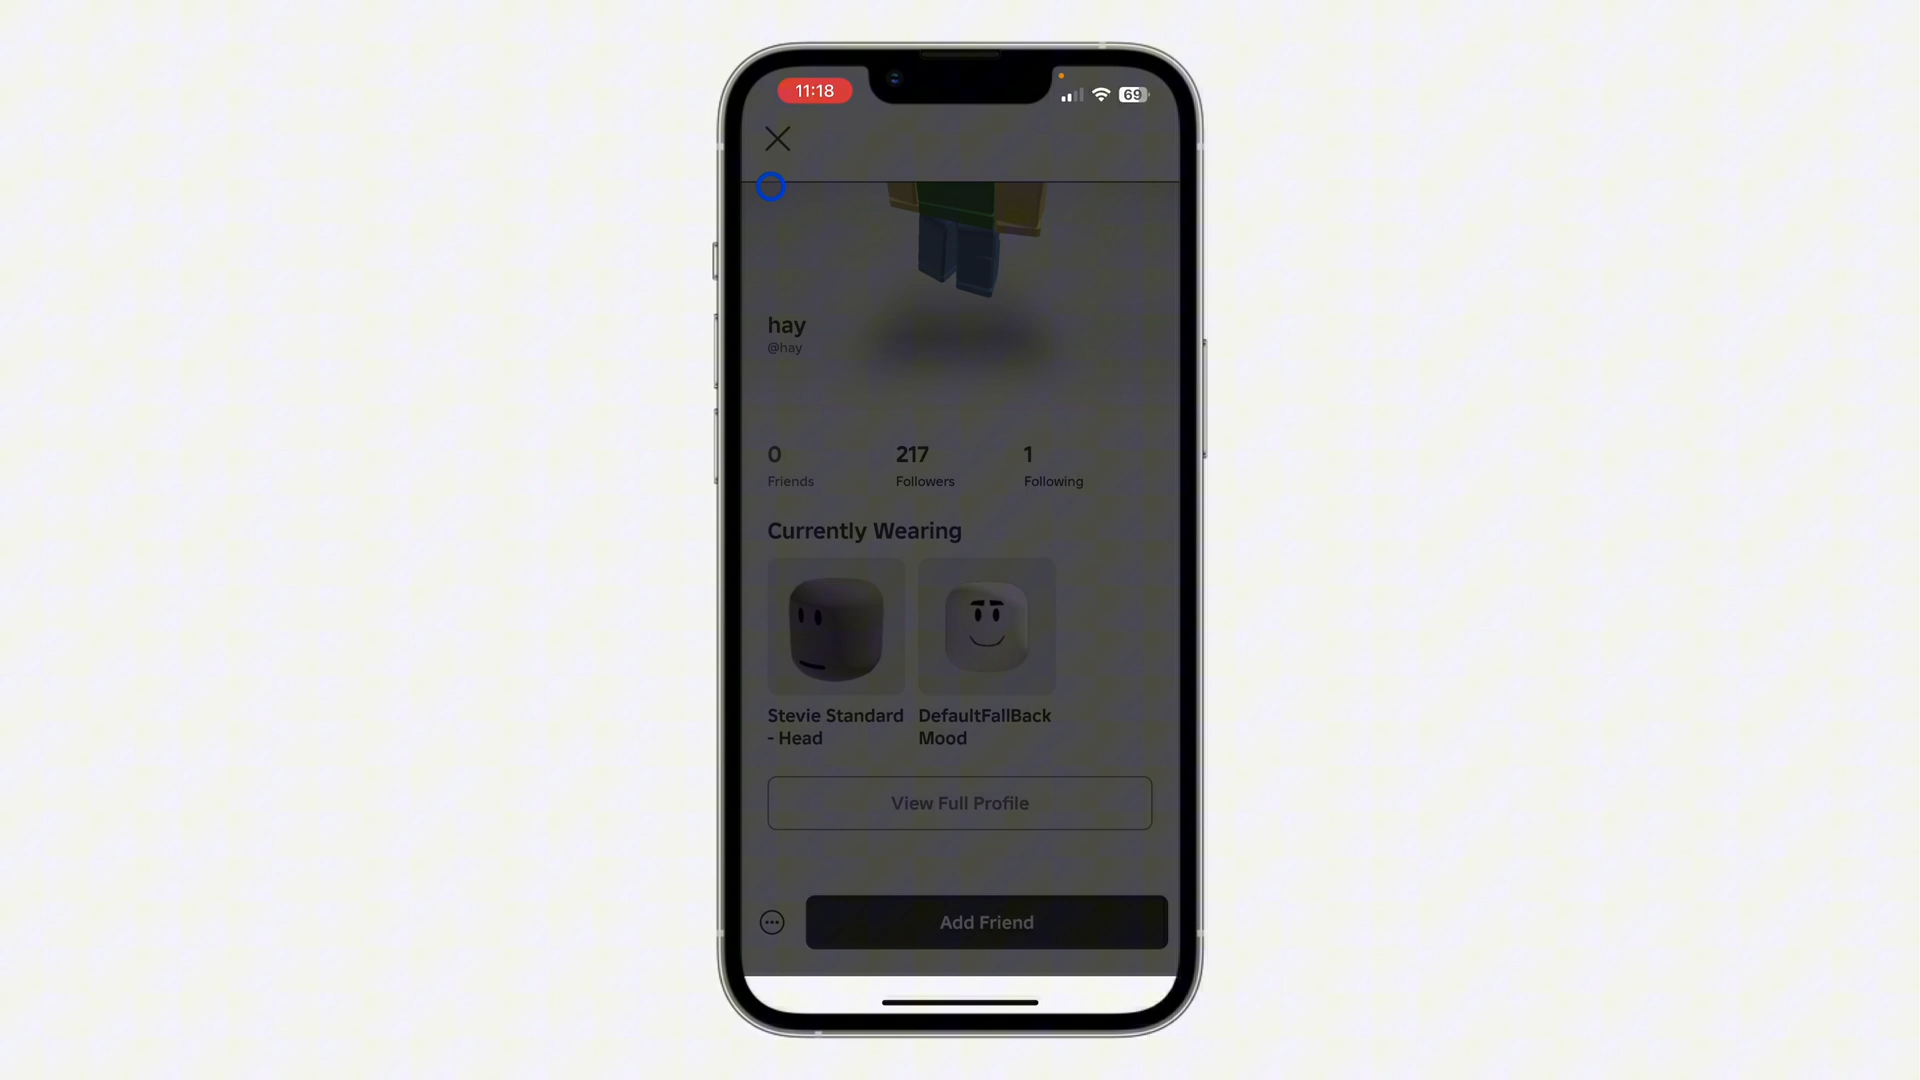 11:18
69
hay
@hay
0 217 1
Friends Followers Following
Currently Wearing
Stevie Standard DefaultFallBack
- Head Mood
View Full Profile
Add Friend